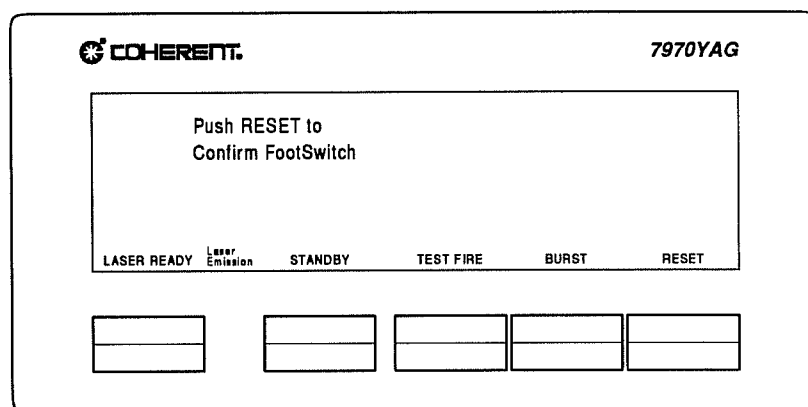 COHERENT.
7970YAG
Push RESET to
Confirm FootSwitch
LASER READY Laser Emission STANDBY TEST FIRE BURST RESET